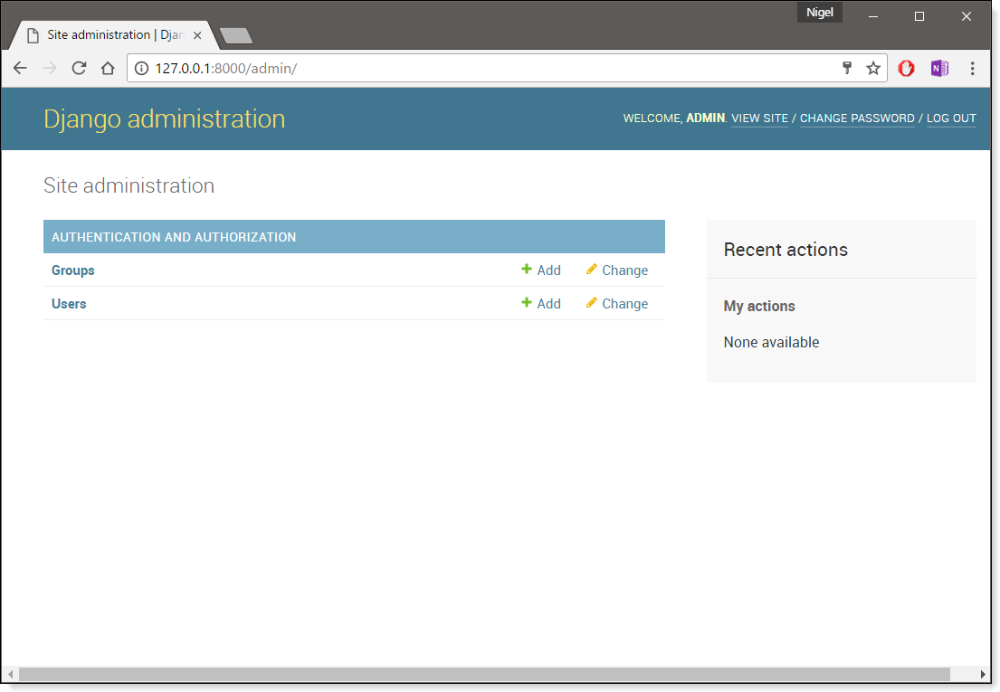 Nigel
Site administration | Djan
127.0.0.1:8000/admin/
Django administration
WELCOME, ADMIN. VIEW SITE / CHANGE PASSWORD / LOG OUT
Site administration
AUTHENTICATION AND AUTHORIZATION
Groups Add Change
Users Add Change
Recent actions
My actions
None available